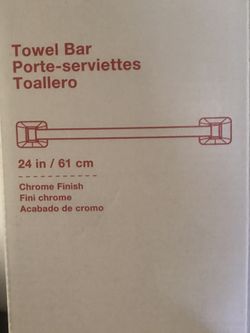 Towel Bar
Porte-serviettes
Toallero
24 in / 61 cm
Chrome Finish
Fini chrome
Acabado de cromo